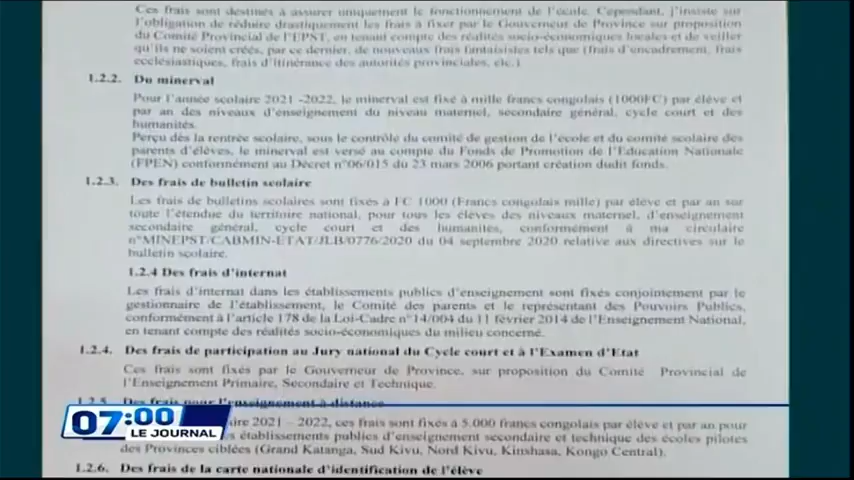 Ces frais sont destinés à assurer uniquement le fonctionnement de l'école. Cependant, j'insiste sur
l'obligation de réduire drastiquement les frais à fixer par le Gouverneur de Province sur proposition
du Comité Provincial de l'EPST, en tenant compte des réalités socio-économiques locales et de veiller
qu'ils ne soient créés, par ce dernier, de nouveaux frais fantaisistes tels que (frais d'encadrement, frais
ecclésiastiques, frais d'itinérance des autorités provinciales, etc.)
1.2.2. Du minerval
Pour l'année scolaire 2021 -2022, le minerval est fixé à mille francs congolais (1000FC) par élève et
par an des niveaux d'enseignement du niveau maternel, secondaire général, cycle court et des
humanités.
Perçu dès la rentrée scolaire, sous le contrôle du comité de gestion de l'école et du comité scolaire des
parents d'élèves, le minerval est versé au compte du Fonds de Promotion de l'Education Nationale
(FPEN) conformément au Décret n°06/015 du 23 mars 2006 portant création dudit fonds.
1.2.3. Des frais de bulletin scolaire
Les frais de bulletins scolaires sont fixés à FC 1000 (Francs congolais mille) par élève et par an sur
toute l'étendue du territoire national, pour tous les élèves des niveaux maternel, d'enseignement
secondaire général, cycle court et des humanités, conformément à ma circulaire
n°MINEPST/CABMIN-ETAT/JLB/0776/2020 du 04 septembre 2020 relative aux directives sur le
bulletin scolaire.
1.2.4 Des frais d'internat
Les frais d'internat dans les établissements publics d'enseignement sont fixés conjointement par le
gestionnaire de l'établissement, le Comité des parents et le représentant des Pouvoirs Publics,
conformément à l'article 178 de la Loi-Cadre n°14/004 du 11 février 2014 de l'Enseignement National,
en tenant compte des réalités socio-économiques du milieu concerné.
1.2.4. Des frais de participation au Jury national du Cycle court et à l'Examen d'Etat
Ces frais sont fixés par le Gouverneur de Province, sur proposition du Comité Provincial de
l'Enseignement Primaire, Secondaire et Technique.
1.2.5. Des frais pour l'enseignement à distance
2021 – 2022, ces frais sont fixés à 5.000 francs congolais par élève et par an pour
établissements publics d'enseignement secondaire et technique des écoles pilotes
des Provinces ciblées (Grand Katanga, Sud Kivu, Nord Kivu, Kinshasa, Kongo Central).
1.2.6. Des frais de la carte nationale d'identification de l'élève
07:00
LE JOURNAL